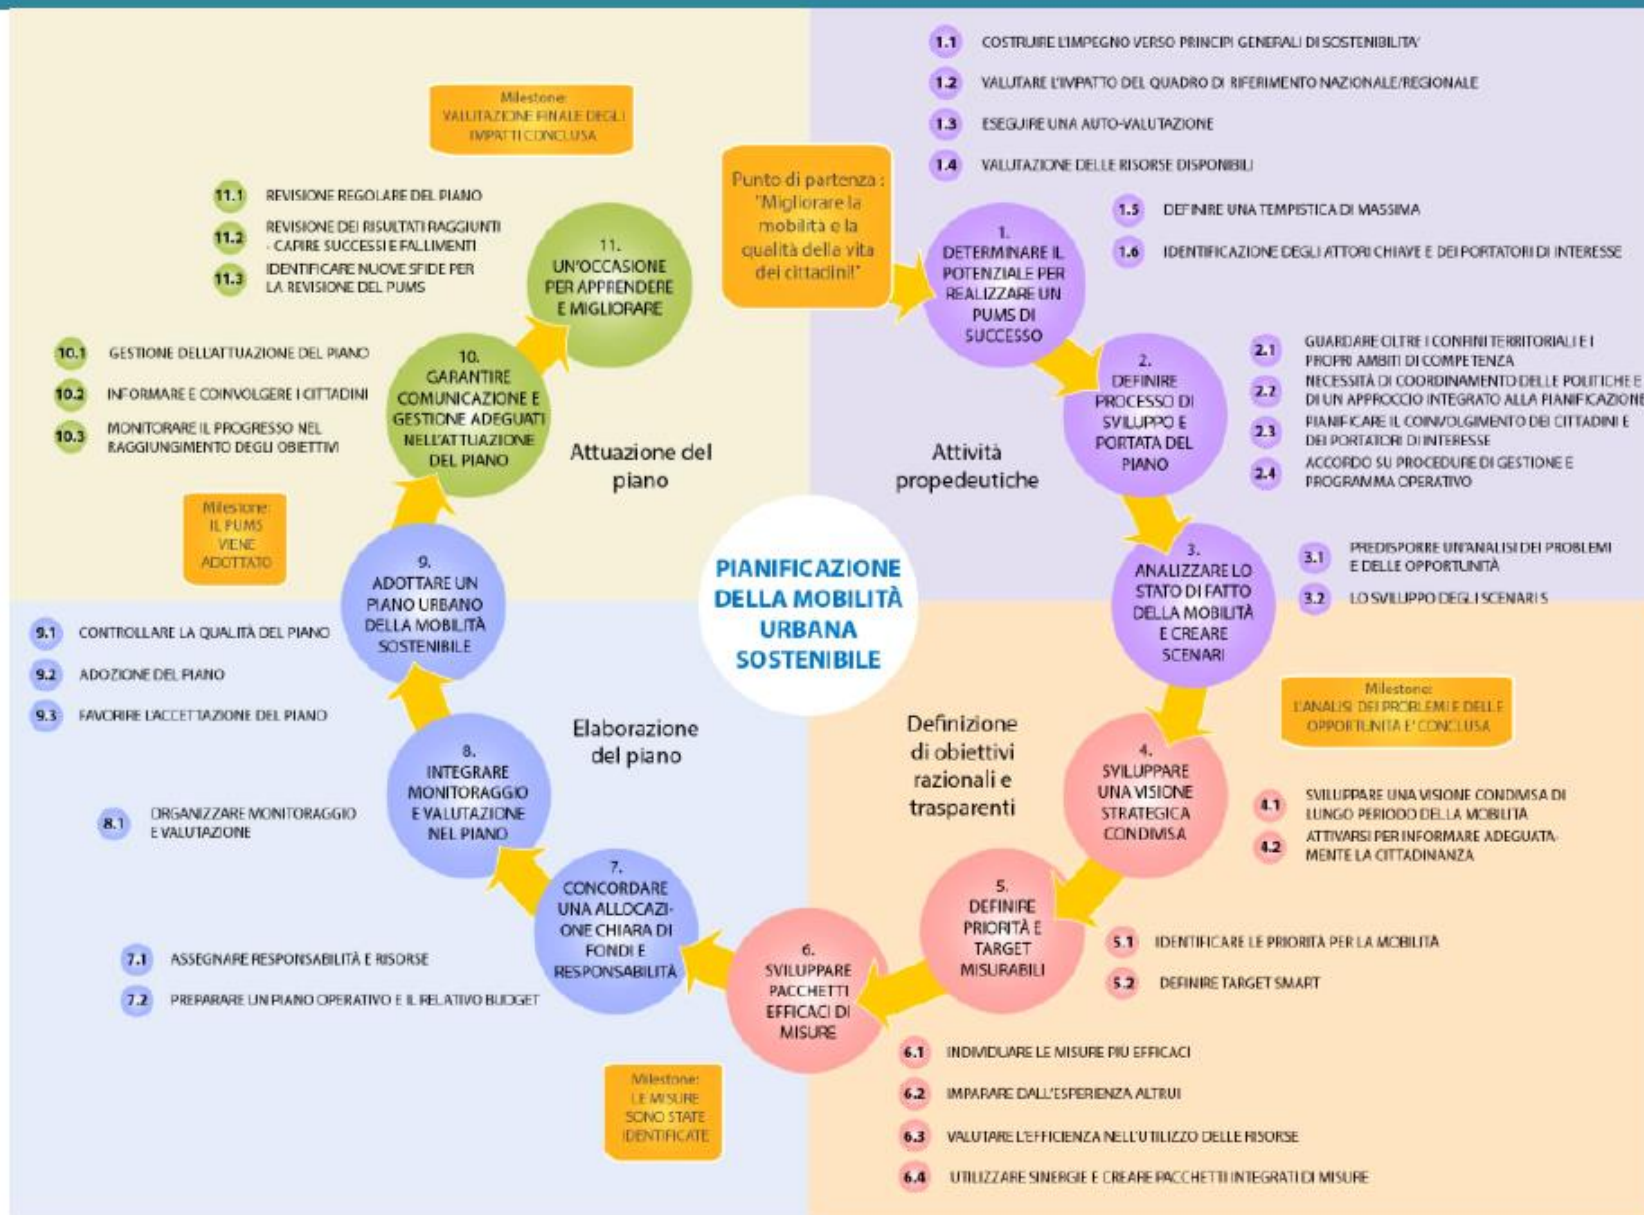 Milestone:
VALUTAZIONE FINALE DEGLI
IMPATTI CONCLUSA
Punto di partenza :
"Migliorare la
mobilità e la
qualità della vita
dei cittadini!"
1.1 COSTRUIRE L'IMPEGNO VERSO PRINCIPI GENERALI DI SOSTENIBILITA'
1.2 VALUTARE L'IMPATTO DEL QUADRO DI RIFERIMENTO NAZIONALE/REGIONALE
1.3 ESEGUIRE UNA AUTO-VALUTAZIONE
1.4 VALUTAZIONE DELLE RISORSE DISPONIBILI
1.5 DEFINIRE UNA TEMPISTICA DI MASSIMA
1.6 IDENTIFICAZIONE DEGLI ATTORI CHIAVE E DEI PORTATORI DI INTERESSE
1.
DETERMINARE IL
POTENZIALE PER
REALIZZARE UN
PUMS DI
SUCCESSO
2.
DEFINIRE
PROCESSO DI
SVILUPPO E
PORTATA DEL
PIANO
2.1 GUARDARE OLTRE I CONFINI TERRITORIALI E I
PROPRI AMBITI DI COMPETENZA
2.2 NECESSITÀ DI COORDINAMENTO DELLE POLITICHE E
DI UN APPROCCIO INTEGRATO ALLA PIANIFICAZIONE
2.3 PIANIFICARE IL COINVOLGIMENTO DEI CITTADINI E
DEI PORTATORI DI INTERESSE
2.4 ACCORDO SU PROCEDURE DI GESTIONE E
PROGRAMMA OPERATIVO
Attività
propedeutiche
3.
ANALIZZARE LO
STATO DI FATTO
DELLA MOBILITÀ
E CREARE
SCENARI
3.1 PREDISPORRE UN'ANALISI DEI PROBLEMI
E DELLE OPPORTUNITÀ
3.2 LO SVILUPPO DEGLI SCENARI S
Milestone:
L'ANALISI DEI PROBLEMI E DELLE
OPPORTUNITA E' CONCLUSA
PIANIFICAZIONE
DELLA MOBILITÀ
URBANA
SOSTENIBILE
Definizione
di obiettivi
razionali e
trasparenti
4.
SVILUPPARE
UNA VISIONE
STRATEGICA
CONDIVISA
4.1 SVILUPPARE UNA VISIONE CONDIVISA DI
LUNGO PERIODO DELLA MOBILITÀ
4.2 ATTIVARSI PER INFORMARE ADEGUATA-
MENTE LA CITTADINANZA
5.
DEFINIRE
PRIORITÀ E
TARGET
MISURABILI
5.1 IDENTIFICARE LE PRIORITÀ PER LA MOBILITÀ
5.2 DEFINIRE TARGET SMART
6.
SVILUPPARE
PACCHETTI
EFFICACI DI
MISURE
6.1 INDIVIDUARE LE MISURE PIÙ EFFICACI
6.2 IMPARARE DALL'ESPERIENZA ALTRUI
6.3 VALUTARE L'EFFICIENZA NELL'UTILIZZO DELLE RISORSE
6.4 UTILIZZARE SINERGIE E CREARE PACCHETTI INTEGRATI DI MISURE
Milestone:
LE MISURE
SONO STATE
IDENTIFICATE
Elaborazione
del piano
7.
CONCORDARE
UNA ALLOCAZI-
ONE CHIARA DI
FONDI E
RESPONSABILITÀ
7.1 ASSEGNARE RESPONSABILITÀ E RISORSE
7.2 PREPARARE UN PIANO OPERATIVO E IL RELATIVO BUDGET
8.
INTEGRARE
MONITORAGGIO
E VALUTAZIONE
NEL PIANO
8.1 ORGANIZZARE MONITORAGGIO
E VALUTAZIONE
9.
ADOTTARE UN
PIANO URBANO
DELLA MOBILITÀ
SOSTENIBILE
9.1 CONTROLLARE LA QUALITÀ DEL PIANO
9.2 ADOZIONE DEL PIANO
9.3 FAVORIRE L'ACCETTAZIONE DEL PIANO
Milestone:
IL PUMS
VIENE
ADOTTATO
Attuazione del
piano
10.
GARANTIRE
COMUNICAZIONE E
GESTIONE ADEGUATI
NELL'ATTUAZIONE
DEL PIANO
10.1 GESTIONE DELL'ATTUAZIONE DEL PIANO
10.2 INFORMARE E COINVOLGERE I CITTADINI
10.3 MONITORARE IL PROGRESSO NEL
RAGGIUNGIMENTO DEGLI OBIETTIVI
11.
UN'OCCASIONE
PER APPRENDERE
E MIGLIORARE
11.1 REVISIONE REGOLARE DEL PIANO
11.2 REVISIONE DEI RISULTATI RAGGIUNTI
- CAPIRE SUCCESSI E FALLIMENTI
11.3 IDENTIFICARE NUOVE SFIDE PER
LA REVISIONE DEL PUMS